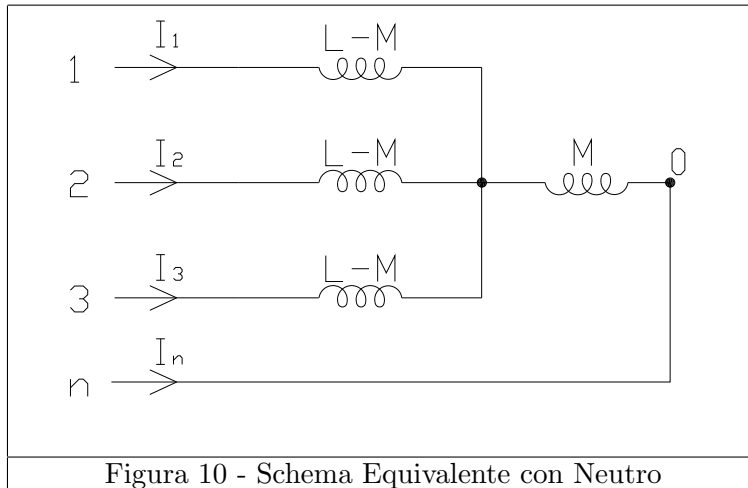 I1
L-M
1
I2
L-M
M
0
2
I3
L-M
3
In
n
Figura 10 - Schema Equivalente con Neutro